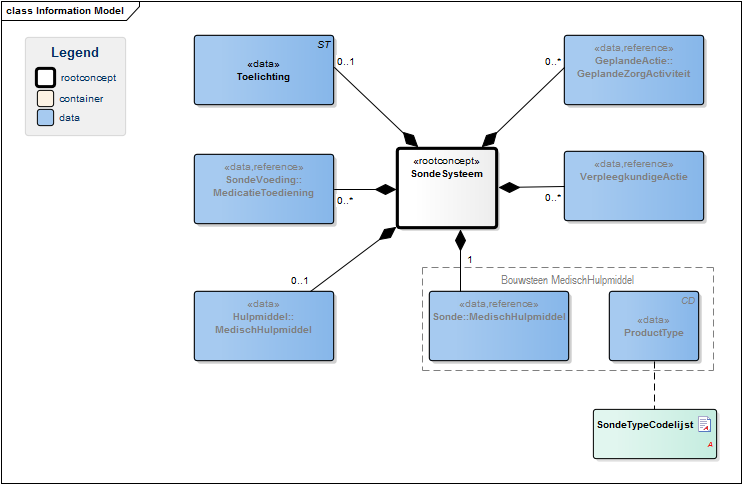 class Information Model
Legend
rootconcept
container
data
ST
«data»
Toelichting
0..1
«data,reference»
GeplandeActie::
GeplandeZorgActiviteit
0..*
«data,reference»
SondeVoeding::
MedicatieToediening
0..*
«rootconcept»
SondeSysteem
«data,reference»
VerpleegkundigeActie
0..*
0..1
1
«data»
Hulpmiddel::
MedischHulpmiddel
Bouwsteen MedischHulpmiddel
«data,reference»
Sonde::MedischHulpmiddel
CD
«data»
ProductType
SondeTypeCodelijst
A